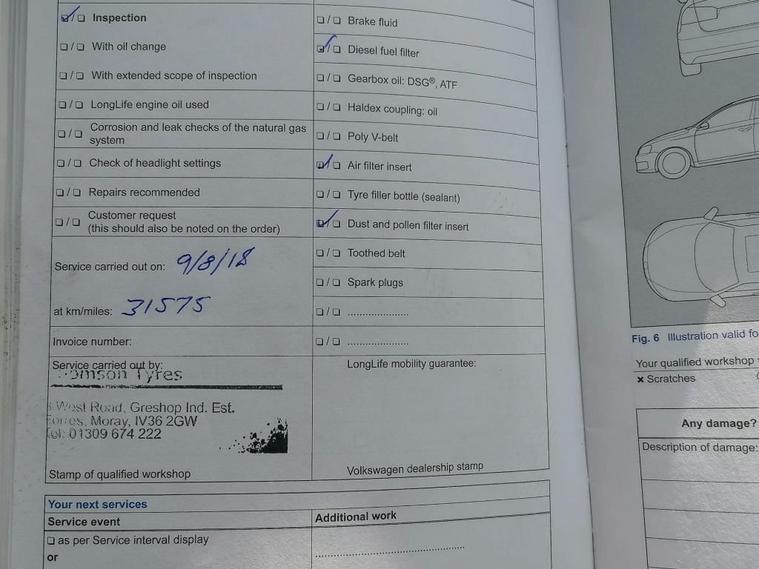 ❑ / ❑ Inspection
❑ / ❑ With oil change
❑ / ❑ With extended scope of inspection
❑ / ❑ LongLife engine oil used
❑ / ❑ Corrosion and leak checks of the natural gas
system
❑ / ❑ Check of headlight settings
❑ / ❑ Repairs recommended
❑ / ❑ Customer request
(this should also be noted on the order)
Service carried out on: 9/8/18
at km/miles: 31575
Invoice number:
Service carried out by:
Tyres
West Road, Greshop Ind. Est.
Moray, IV36 2GW
Tel: 01309 674 222
Stamp of qualified workshop
❑ / ❑ Brake fluid
❑ / ❑ Diesel fuel filter
❑ / ❑ Gearbox oil: DSG®, ATF
❑ / ❑ Haldex coupling: oil
❑ / ❑ Poly V-belt
❑ / ❑ Air filter insert
❑ / ❑ Tyre filler bottle (sealant)
❑ / ❑ Dust and pollen filter insert
❑ / ❑ Toothed belt
❑ / ❑ Spark plugs
❑ / ❑ .....................
❑ / ❑ .....................
LongLife mobility guarantee:
Volkswagen dealership stamp
Your next services
Service event
Additional work
❑ as per Service interval display
or
Fig. 6 Illustration valid fo
Your qualified workshop
× Scratches
Any damage?
Description of damage: